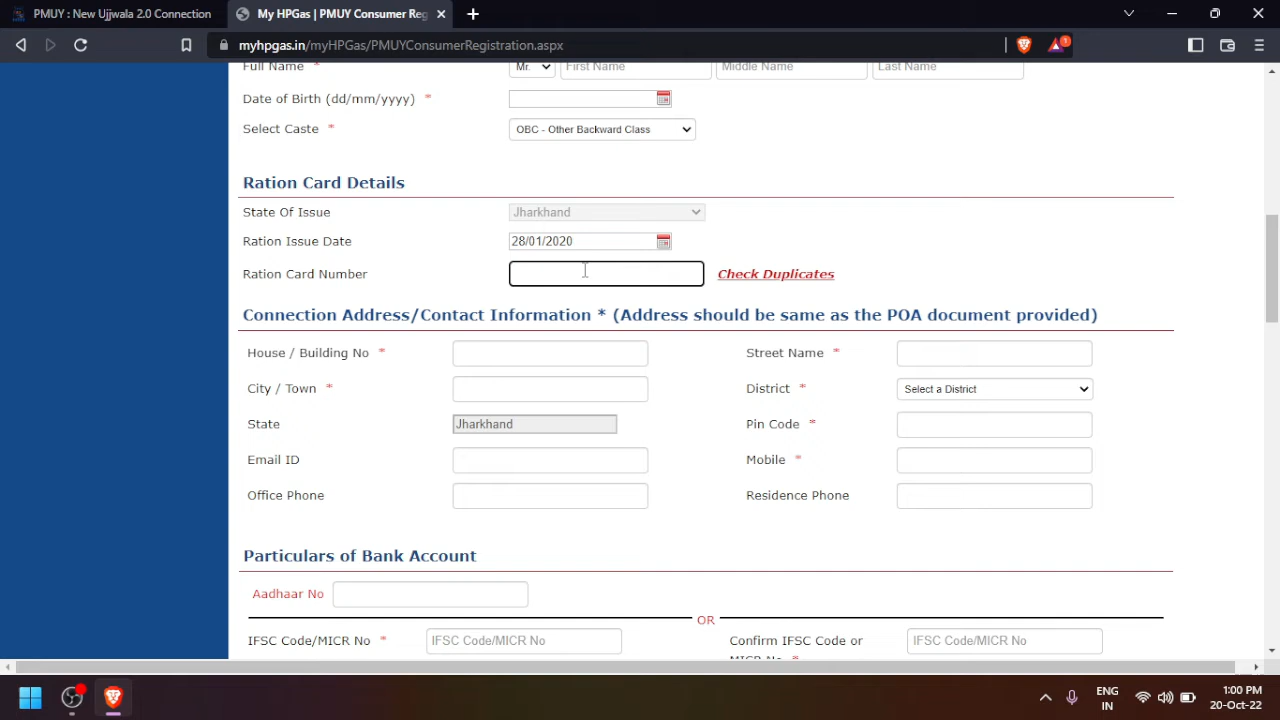 PMUY : New Ujjwala 2.0 Connection
My HPGas | PMUY Consumer Reg
myhpgas.in/myHPGas/PMUYConsumerRegistration.aspx
1
Full Name *
Mr.
First Name
Middle Name
Last Name
Date of Birth (dd/mm/yyyy) *
Select Caste *
OBC - Other Backward Class
Ration Card Details
State Of Issue
Jharkhand
Ration Issue Date
28/01/2020
Ration Card Number
Check Duplicates
Connection Address/Contact Information * (Address should be same as the POA document provided)
House / Building No *
Street Name *
City / Town *
District *
Select a District
State
Jharkhand
Pin Code *
Email ID
Mobile *
Office Phone
Residence Phone
Particulars of Bank Account
Aadhaar No
OR
IFSC Code/MICR No *
IFSC Code/MICR No
Confirm IFSC Code or
MICR No *
IFSC Code/MICR No
ENG
IN
1:00 PM
20-Oct-22